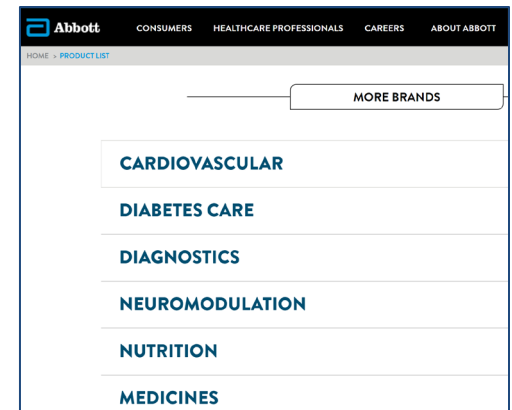 Abbott CONSUMERS HEALTHCARE PROFESSIONALS CAREERS ABOUT ABBOTT
HOME > PRODUCT LIST
MORE BRANDS
CARDIOVASCULAR
DIABETES CARE
DIAGNOSTICS
NEUROMODULATION
NUTRITION
MEDICINES